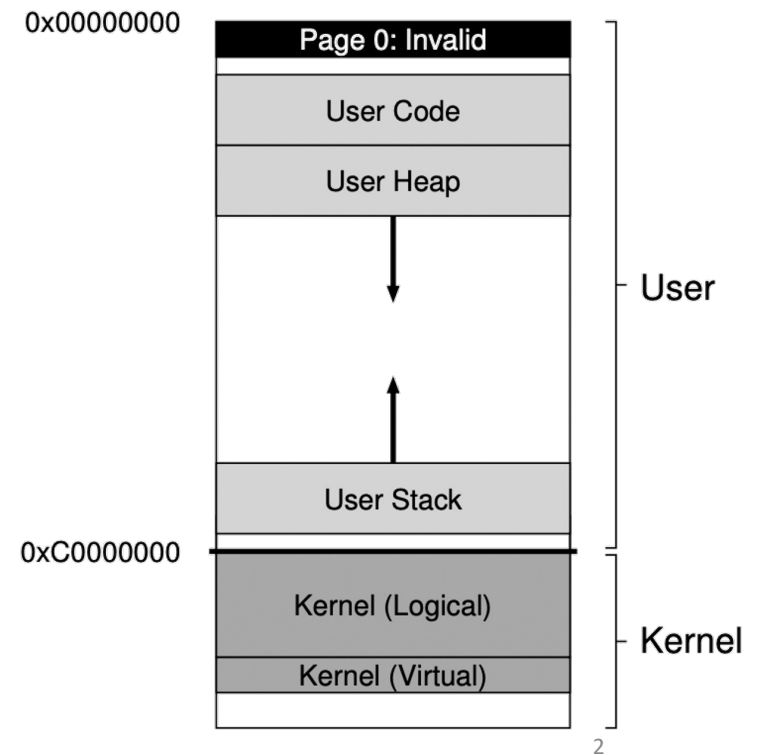 0x00000000
Page 0: Invalid
User Code
User Heap
User
User Stack
0xC0000000
Kernel (Logical)
Kernel
Kernel (Virtual)
2